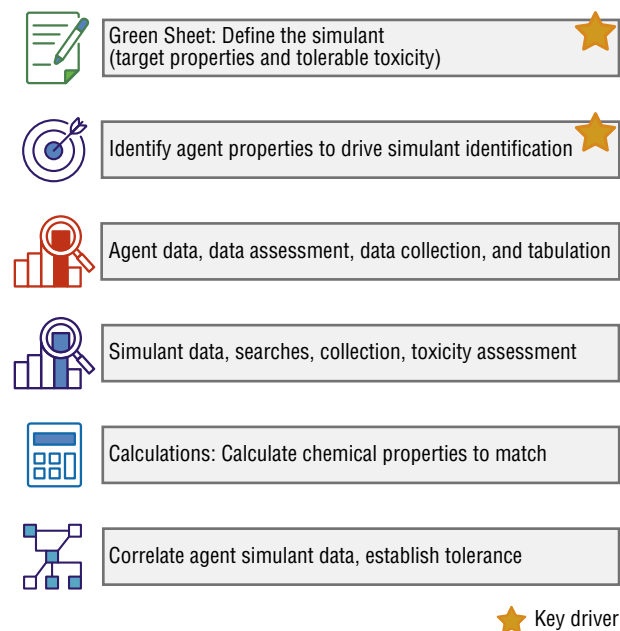 Green Sheet: Define the simulant
(target properties and tolerable toxicity)
Identify agent properties to drive simulant identification
Agent data, data assessment, data collection, and tabulation
Simulant data, searches, collection, toxicity assessment
Calculations: Calculate chemical properties to match
Correlate agent simulant data, establish tolerance
Key driver